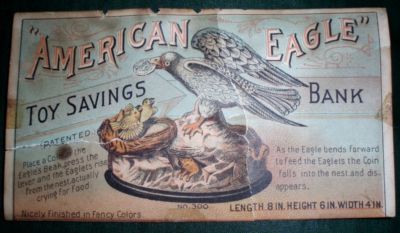 "AMERICAN EAGLE"
TOY SAVINGS BANK
PATENTED.
Place a Coin in the
Eagle's Beak, press the
lever and the Eaglets rise
from the nest, actually
crying for Food.
As the Eagle bends forward
to feed the Eaglets the Coin
falls into the nest and dis-
appears.
Nicely Finished in Fancy Colors.
NO. 300
LENGTH 8 IN. HEIGHT 6 IN. WIDTH 4 IN.